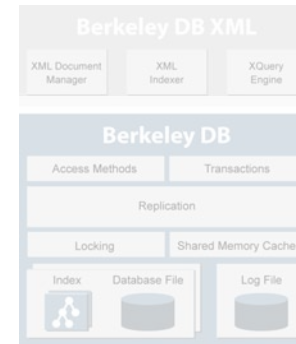 Berkeley DB XML
XML Document
Manager
XML
Indexer
XQuery
Engine
Berkeley DB
Access Methods
Transactions
Replication
Locking
Shared Memory Cache
Index
Database File
Log File